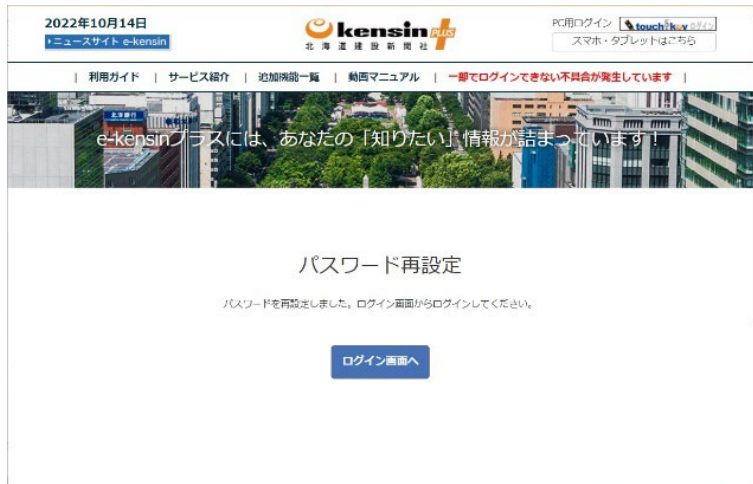 2022年10月14日
ニュースサイト e-kensin
kensin PLUS
北海道建設新聞社
PC用ログイン
スマホ・タブレットはこちら
| 利用ガイド | サービス紹介 | 追加機能一覧 | 動画マニュアル | 一部でログインできない不具合が発生しています |
北洋銀行
e-kensinプラスには、あなたの「知りたい」情報が詰まっています！
パスワード再設定
パスワードを再設定しました。ログイン画面からログインしてください。
ログイン画面へ